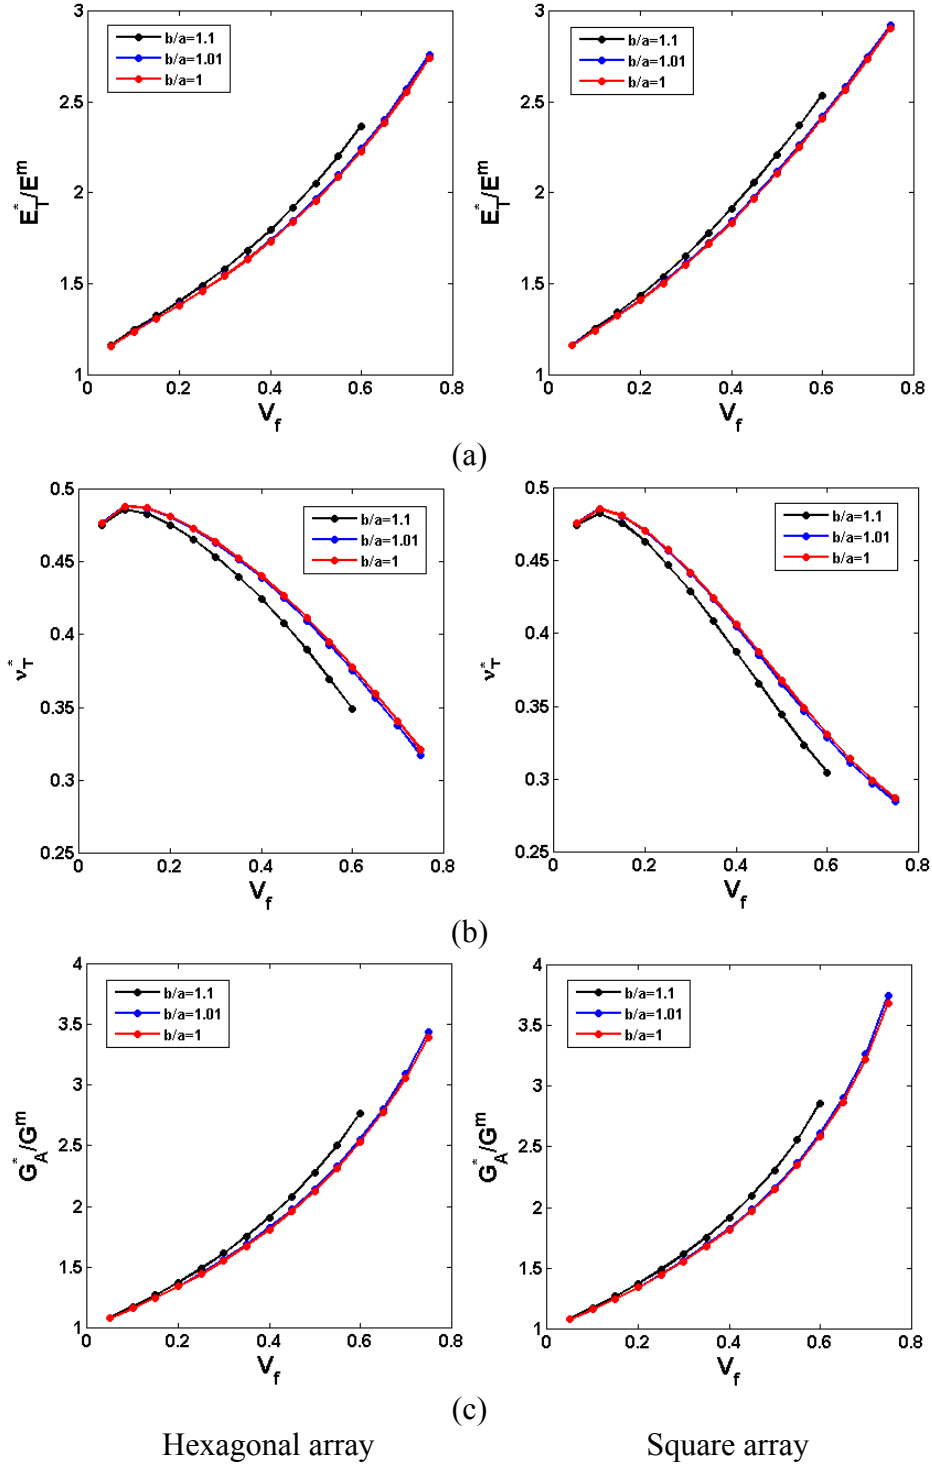 3
2.5
2
1.5
1
E*T/Em
b/a=1.1
b/a=1.01
b/a=1
0 0.2 0.4 0.6 0.8
Vf
3
2.5
2
1.5
1
E*T/Em
b/a=1.1
b/a=1.01
b/a=1
0 0.2 0.4 0.6 0.8
Vf
(a)
0.5
0.45
0.4
0.35
0.3
0.25
ν*T
b/a=1.1
b/a=1.01
b/a=1
0 0.2 0.4 0.6 0.8
Vf
0.5
0.45
0.4
0.35
0.3
0.25
ν*T
b/a=1.1
b/a=1.01
b/a=1
0 0.2 0.4 0.6 0.8
Vf
(b)
4
3.5
3
2.5
2
1.5
1
G*A/Gm
b/a=1.1
b/a=1.01
b/a=1
0 0.2 0.4 0.6 0.8
Vf
4
3.5
3
2.5
2
1.5
1
G*A/Gm
b/a=1.1
b/a=1.01
b/a=1
0 0.2 0.4 0.6 0.8
Vf
(c)
Hexagonal array
Square array